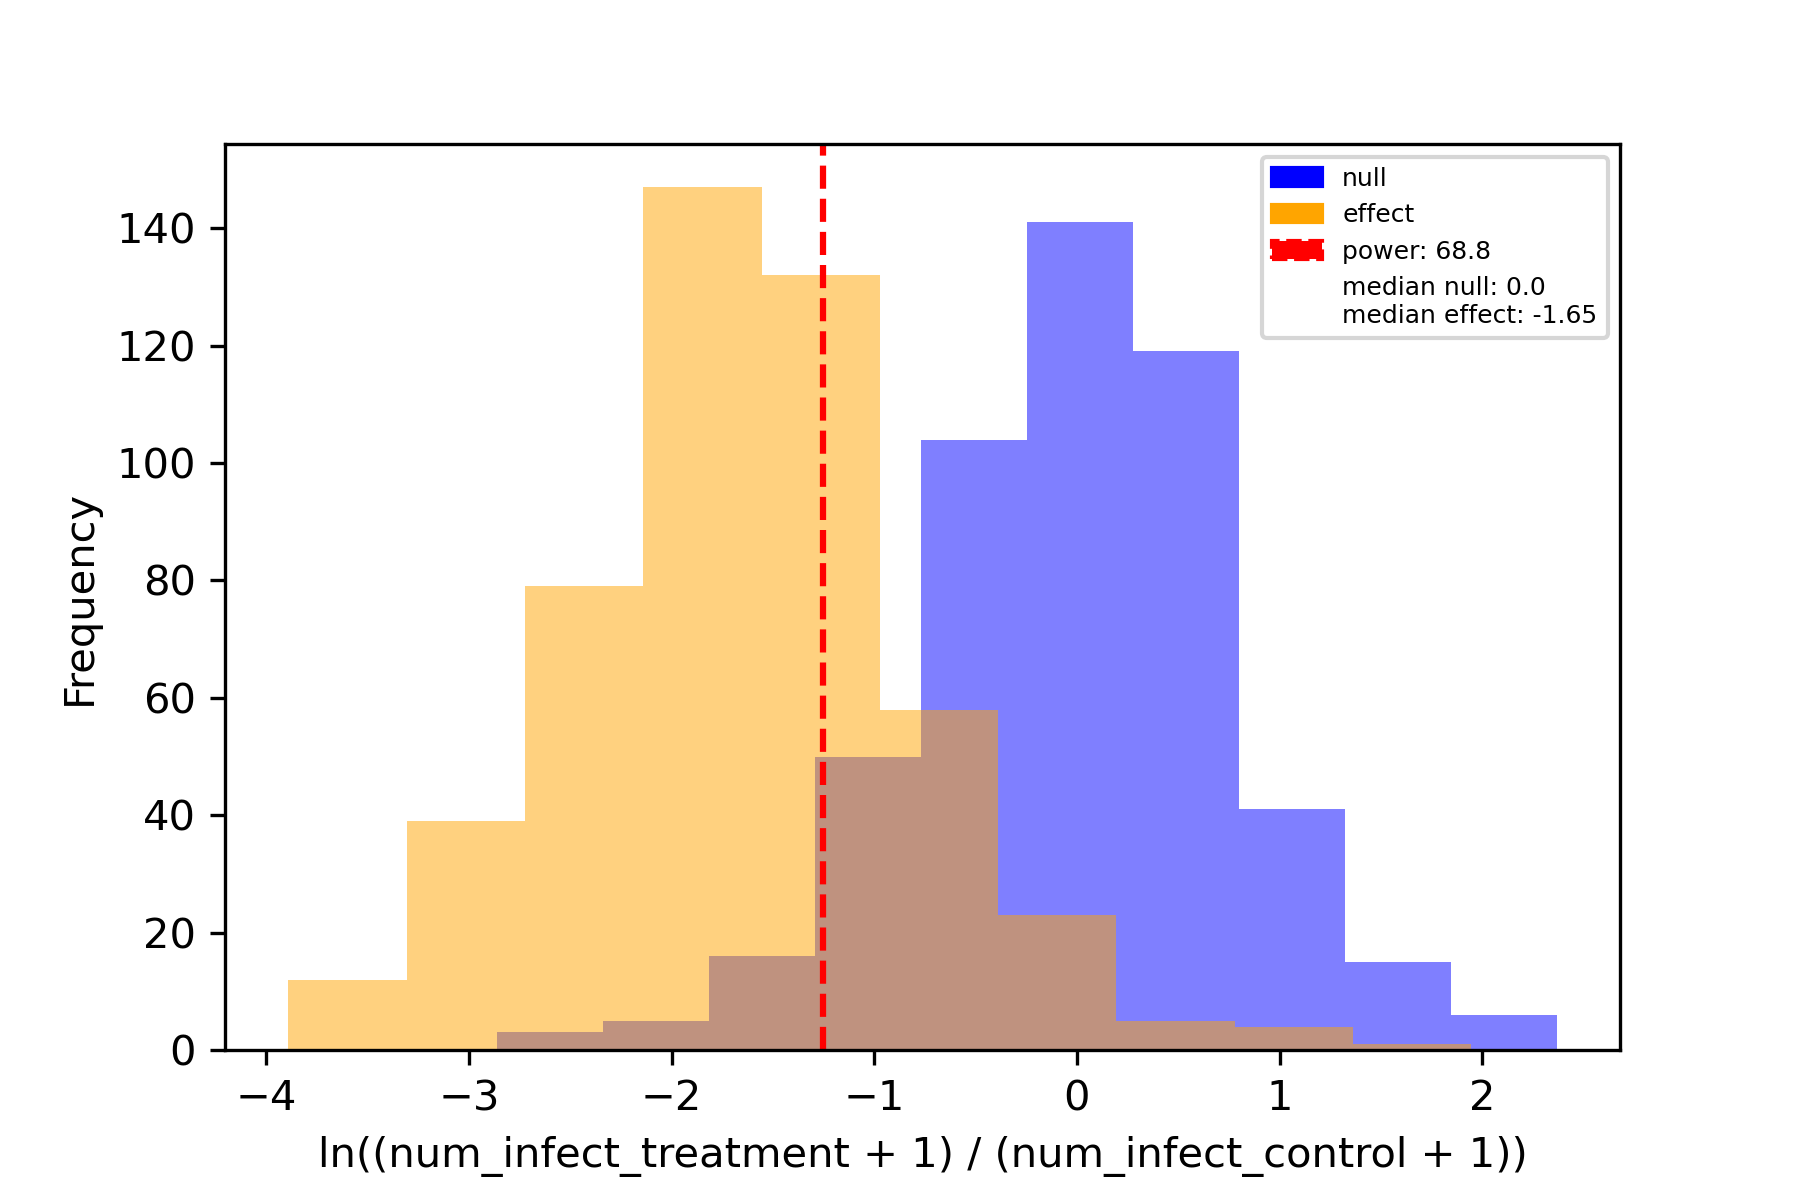 null
effect
power: 68.8
median null: 0.0
median effect: -1.65
140
120
100
80
60
40
20
0
Frequency
−4 −3 −2 −1 0 1 2
ln((num_infect_treatment + 1) / (num_infect_control + 1))